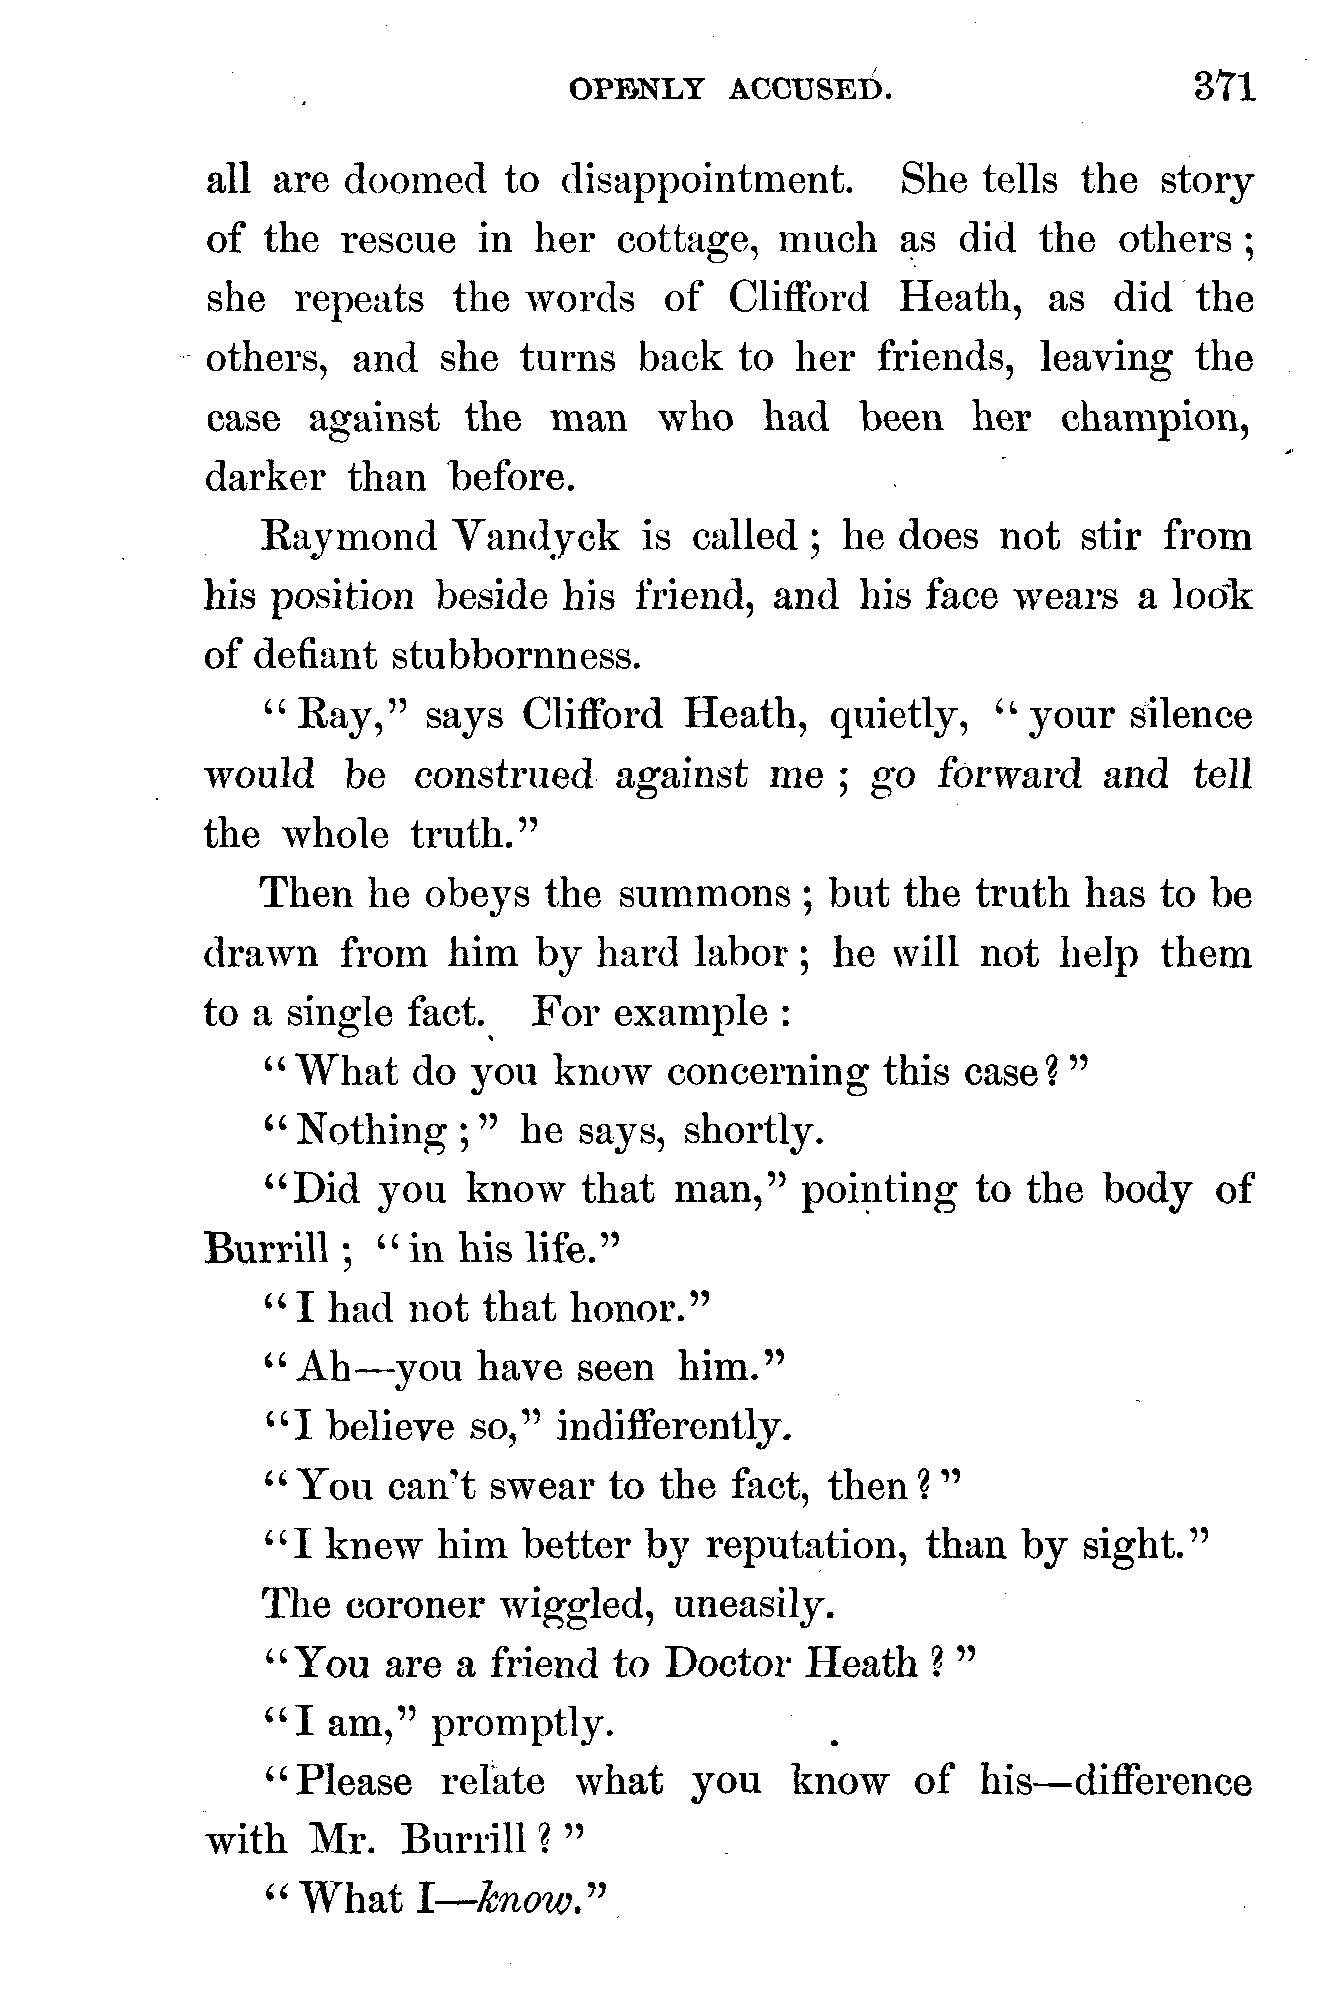 OPENLY ACCUSED. 371
all are doomed to disappointment. She tells the story
of the rescue in her cottage, much as did the others ;
she repeats the words of Clifford Heath, as did the
others, and she turns back to her friends, leaving the
case against the man who had been her champion,
darker than before.
Raymond Vandyck is called ; he does not stir from
his position beside his friend, and his face wears a look
of defiant stubbornness.
“ Ray,” says Clifford Heath, quietly, “ your silence
would be construed against me ; go forward and tell
the whole truth.”
Then he obeys the summons ; but the truth has to be
drawn from him by hard labor ; he will not help them
to a single fact. For example :
“ What do you know concerning this case? ”
“ Nothing ; ” he says, shortly.
“Did you know that man,” pointing to the body of
Burrill ; “ in his life.”
“ I had not that honor.”
“ Ah—you have seen him.”
“I believe so,” indifferently.
“ You can't swear to the fact, then ? ”
“I knew him better by reputation, than by sight.”
The coroner wiggled, uneasily.
“You are a friend to Doctor Heath ? ”
“I am,” promptly.
“Please relate what you know of his—difference
with Mr. Burrill ? ”
“ What I—know.”